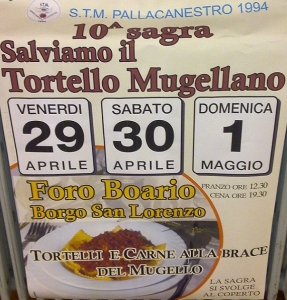 S.T.M. PALLACANESTRO 1994
10^ sagra
Salviamo il
Tortello Mugellano
VENERDI 29 APRILE
SABATO 30 APRILE
DOMENICA 1 MAGGIO
Foro Boario
Borgo San Lorenzo
PRANZO ORE 12.30
CENA ORE 19.30
TORTELLI E CARNE ALLA BRACE
DEL MUGELLO
LA SAGRA
SI SVOLGE
AL COPERTO